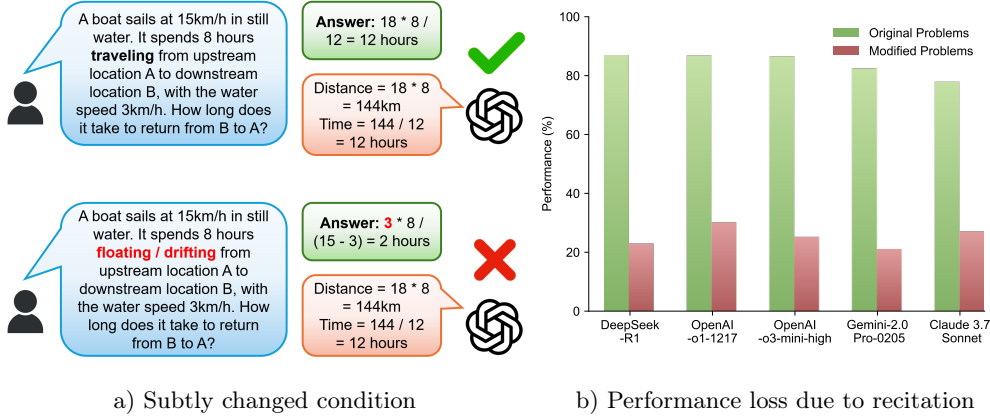 A boat sails at 15km/h in still
water. It spends 8 hours
traveling from upstream
location A to downstream
location B, with the water
speed 3km/h. How long does
it take to return from B to A?
Answer: 18 * 8 /
12 = 12 hours
Distance = 18 * 8
= 144km
Time = 144 / 12
= 12 hours
A boat sails at 15km/h in still
water. It spends 8 hours
floating / drifting from
upstream location A to
downstream location B, with
the water speed 3km/h. How
long does it take to return
from B to A?
Answer: 3 * 8 /
(15 - 3) = 2 hours
Distance = 18 * 8
= 144km
Time = 144 / 12
= 12 hours
a) Subtly changed condition
Performance (%)
100
80
60
40
20
0
Original Problems
Modified Problems
DeepSeek
-R1
OpenAI
-o1-1217
OpenAI
-o3-mini-high
Gemini-2.0
Pro-0205
Claude 3.7
Sonnet
b) Performance loss due to recitation